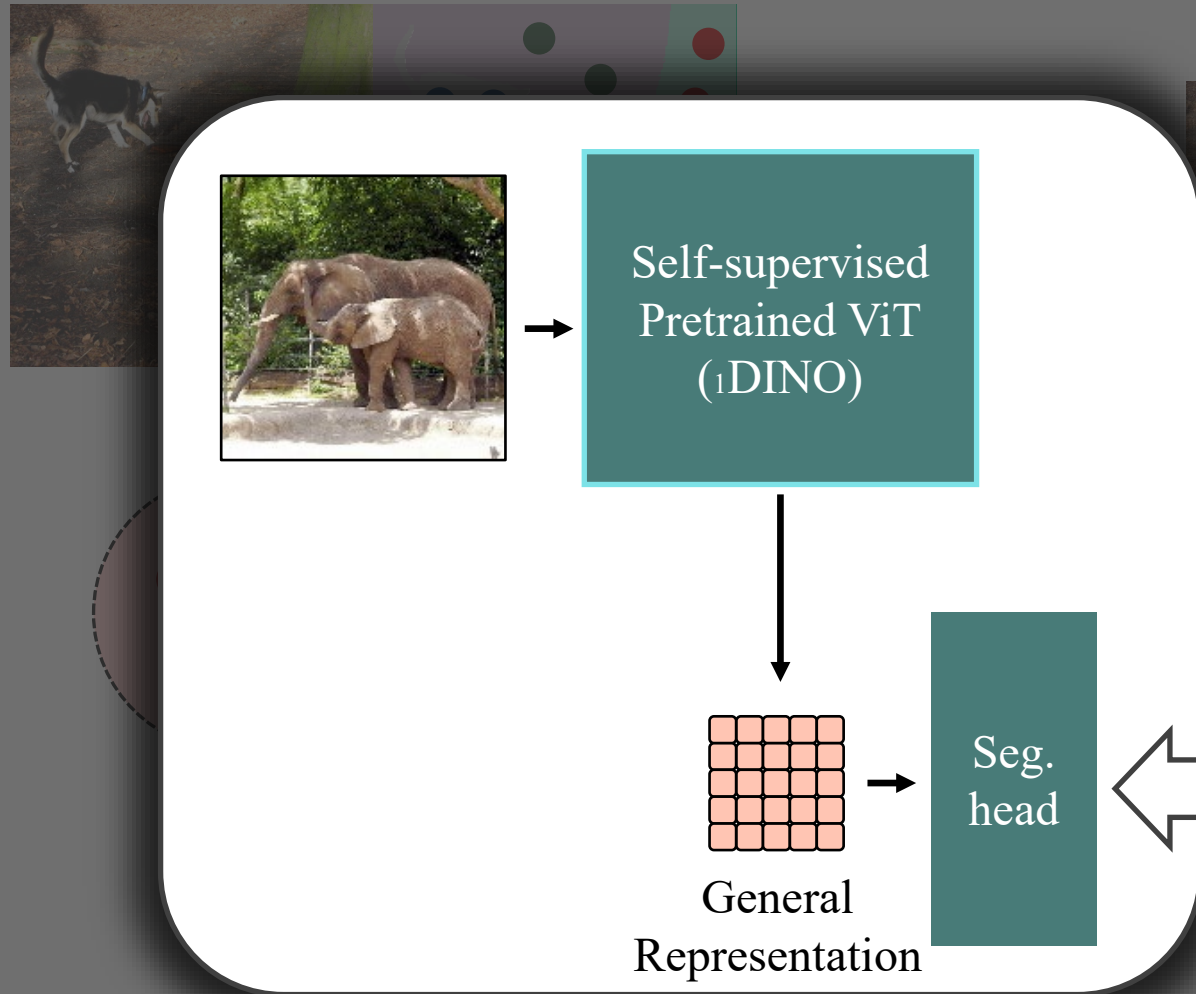 Self-supervised
Pretrained ViT
(1DINO)
Seg.
head
General
Representation